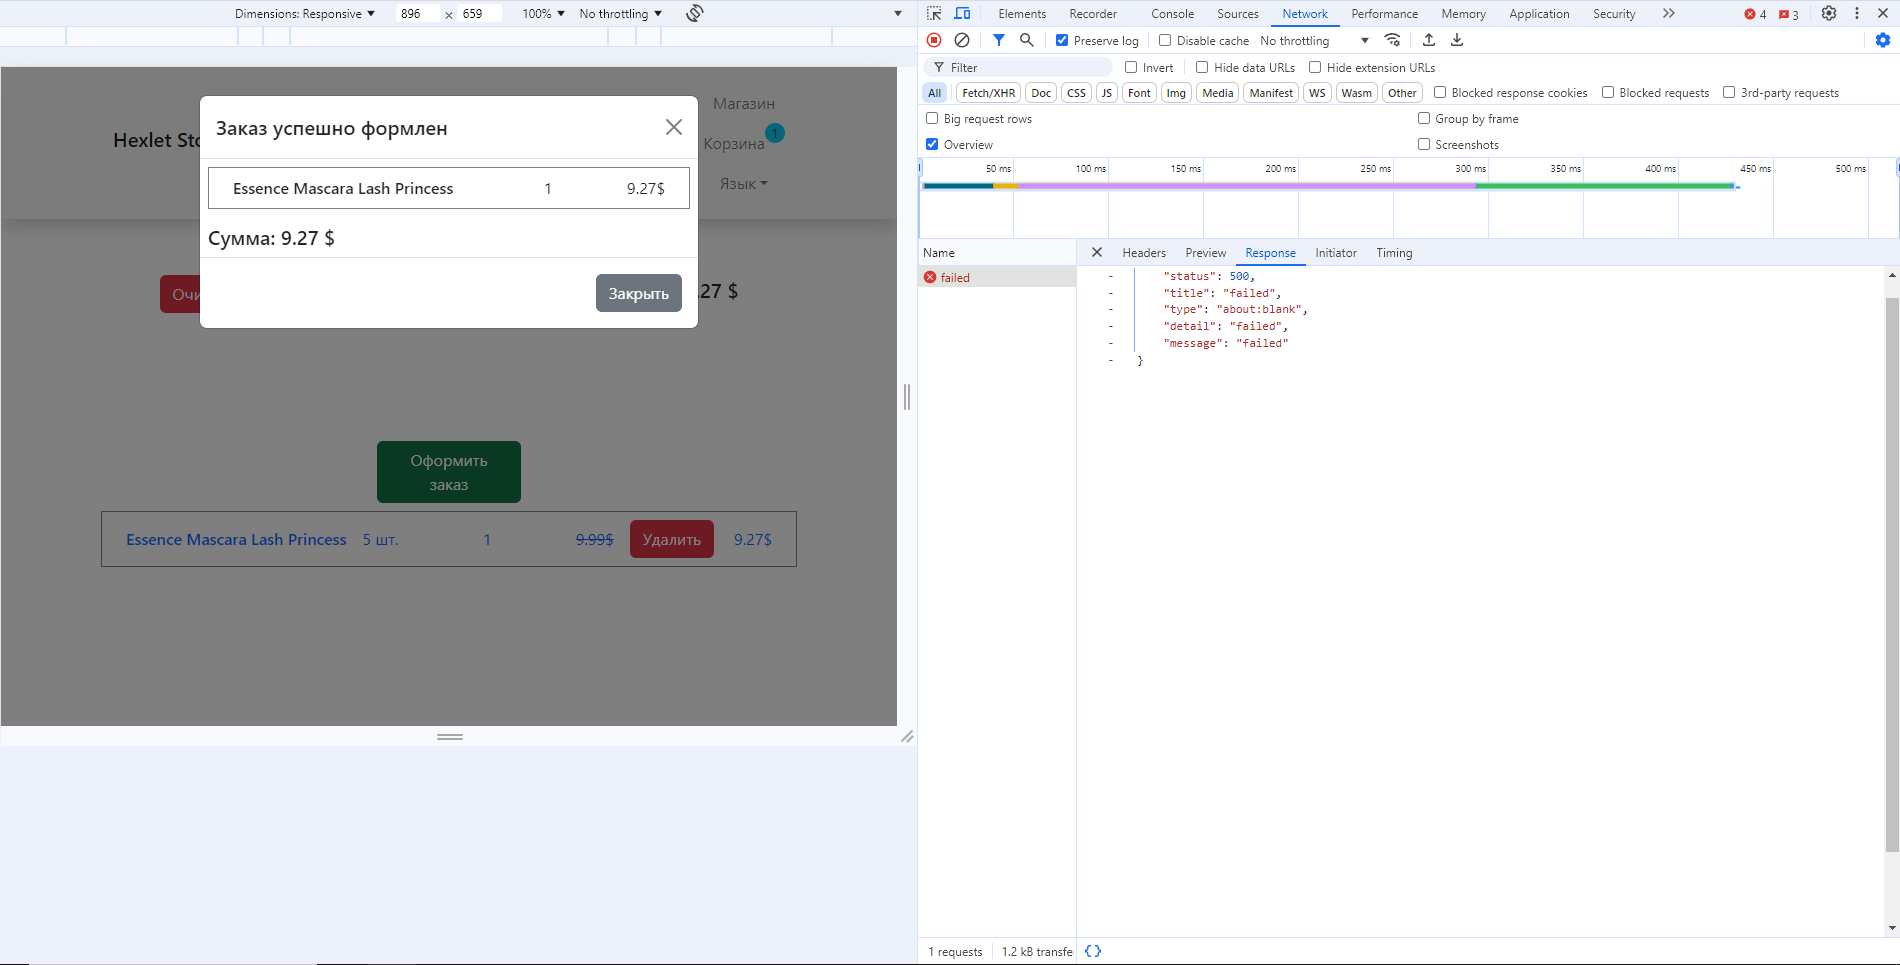 Dimensions: Responsive 896 x 659 100% No throttling
Магазин
Hexlet Sto
Корзина 1
Язык
Заказ успешно формлен
Essence Mascara Lash Princess 1 9.27$
Сумма: 9.27 $
Закрыть
Очи
.27 $
Оформить
заказ
Essence Mascara Lash Princess 5 шт. 1 9.99$ Удалить 9.27$
Elements Recorder Console Sources Network Performance Memory Application Security 4 3
Preserve log Disable cache No throttling
Filter Invert Hide data URLs Hide extension URLs
All Fetch/XHR Doc CSS JS Font Img Media Manifest WS Wasm Other Blocked response cookies Blocked requests 3rd-party requests
Big request rows Group by frame
Overview Screenshots
50 ms 100 ms 150 ms 200 ms 250 ms 300 ms 350 ms 400 ms 450 ms 500 ms
Name Headers Preview Response Initiator Timing
failed
- "status": 500,
- "title": "failed",
- "type": "about:blank",
- "detail": "failed",
- "message": "failed"
- }
1 requests 1.2 kB transfe {}